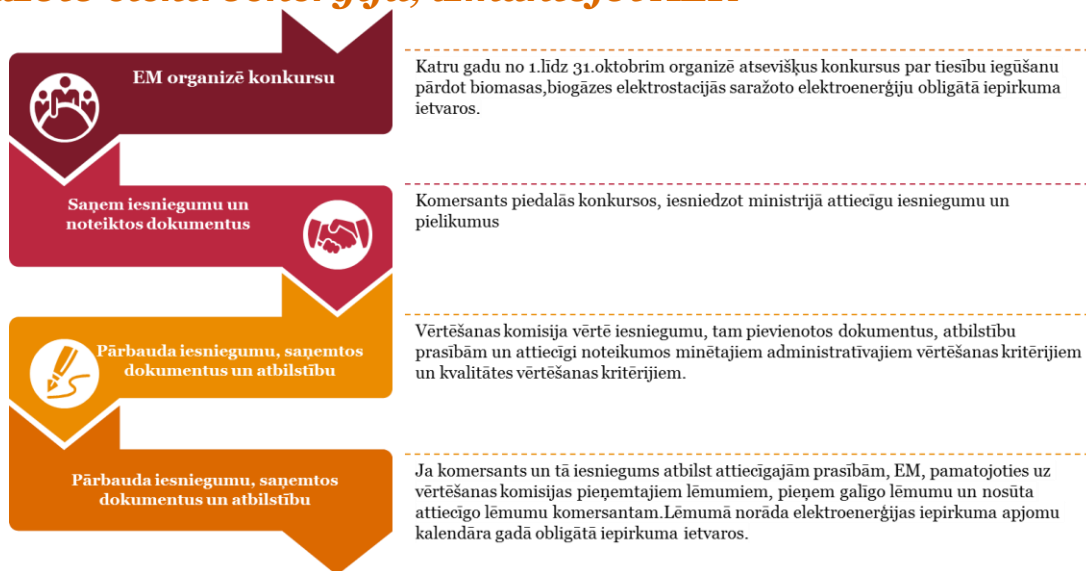 EM organizē konkursu
Katru gadu no 1.līdz 31.oktobrim organizē atsevišķus konkursus par tiesību iegūšanu
pārdot biomasas,biogāzes elektrostacijās saražoto elektroenerģiju obligātā iepirkuma
ietvaros.
Saņem iesniegumu un
noteiktos dokumentus
Komersants piedalās konkursos, iesniedzot ministrijā attiecīgu iesniegumu un
pielikumus
Pārbauda iesniegumu, saņemtos
dokumentus un atbilstību
Vērtēšanas komisija vērtē iesniegumu, tam pievienotos dokumentus, atbilstību
prasībām un attiecīgi noteikumos minētajiem administratīvajiem vērtēšanas kritērijiem
un kvalitātes vērtēšanas kritērijiem.
Pārbauda iesniegumu, saņemtos
dokumentus un atbilstību
Ja komersants un tā iesniegums atbilst attiecīgajām prasībām, EM, pamatojoties uz
vērtēšanas komisijas pieņemtajiem lēmumiem, pieņem galīgo lēmumu un nosūta
attiecīgo lēmumu komersantam.Lēmumā norāda elektroenerģijas iepirkuma apjomu
kalendāra gadā obligātā iepirkuma ietvaros.